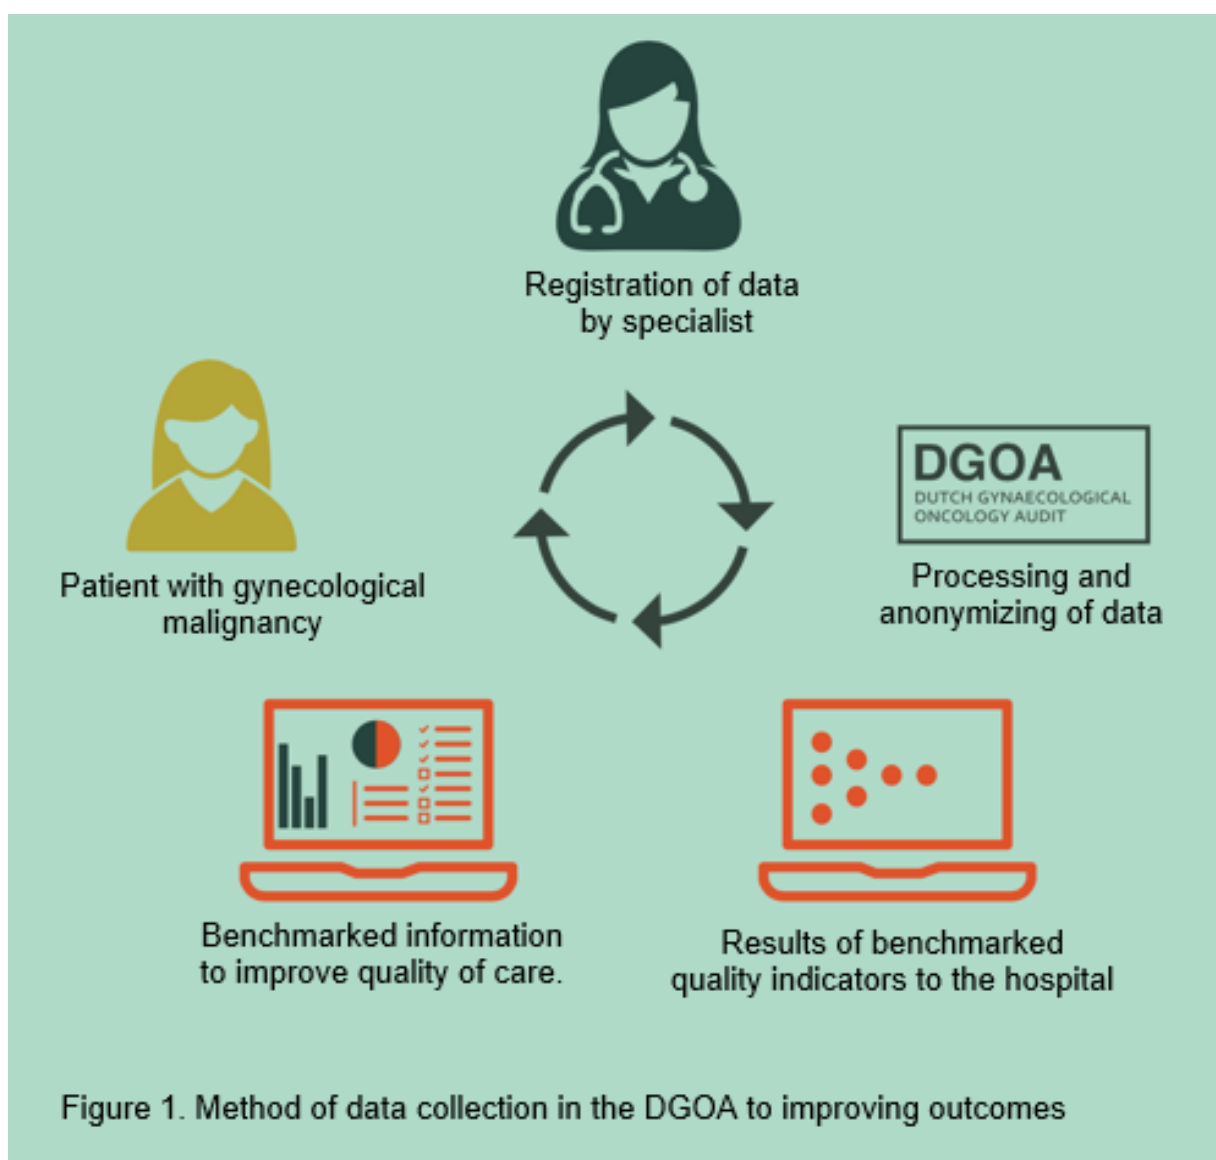 Registration of data
by specialist
DGOA
DUTCH GYNAECOLOGICAL
ONCOLOGY AUDIT
Processing and
anonymizing of data
Patient with gynecological
malignancy
Benchmarked information
to improve quality of care.
Results of benchmarked
quality indicators to the hospital
Figure 1. Method of data collection in the DGOA to improving outcomes